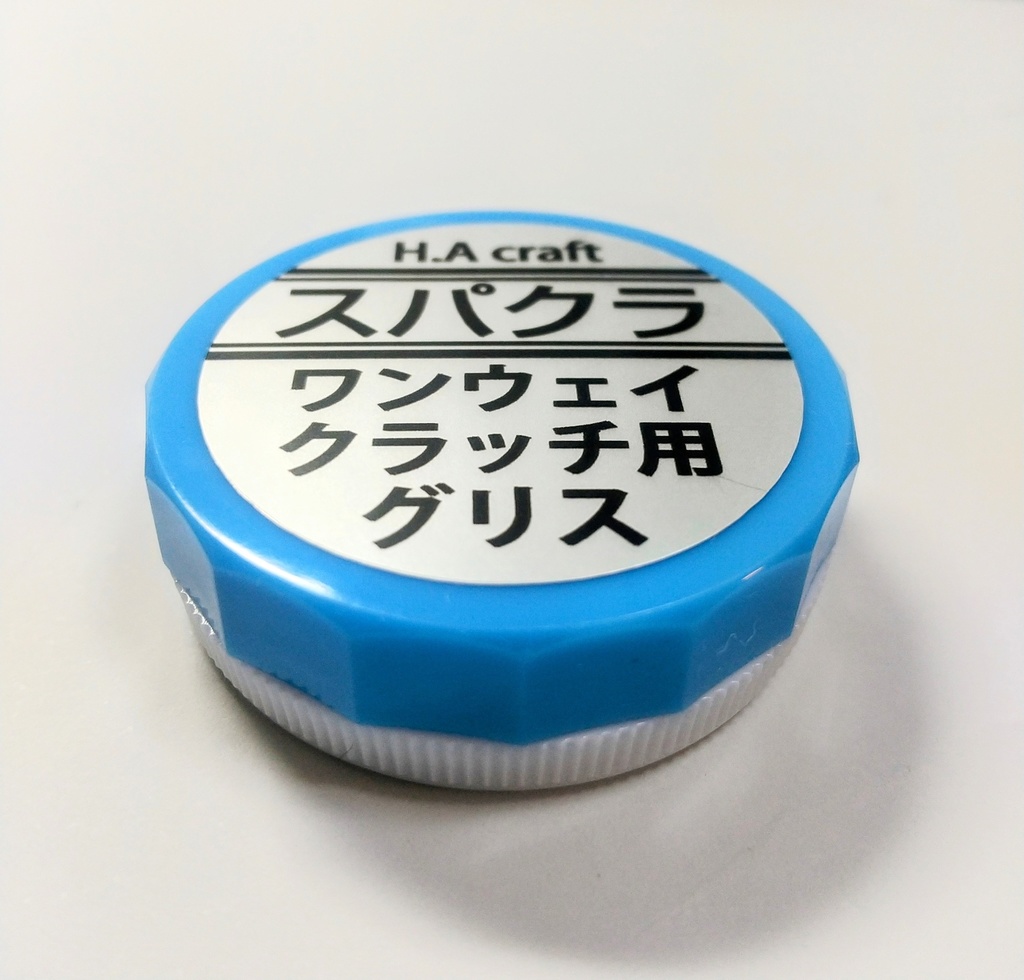 H.A craft
スパクラ
ワンウェイ
クラッチ用
グリス